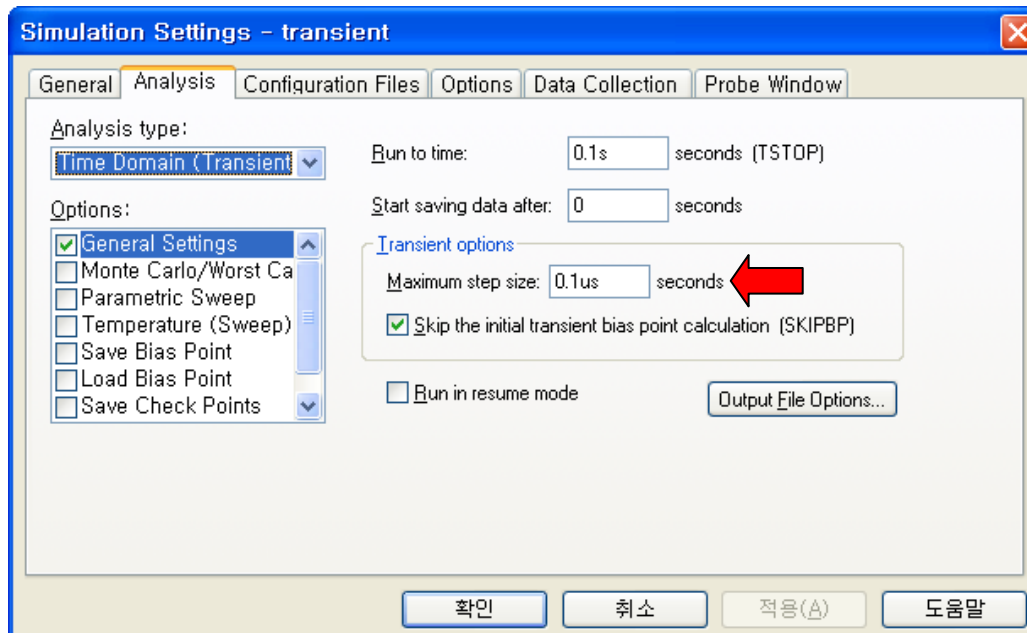 Simulation Settings - transient
General Analysis Configuration Files Options Data Collection Probe Window
Analysis type:
Time Domain (Transient
Options:
General Settings
Monte Carlo/Worst Ca
Parametric Sweep
Temperature (Sweep)
Save Bias Point
Load Bias Point
Save Check Points
Run to time: 0.1s seconds (TSTOP)
Start saving data after: 0 seconds
Transient options
Maximum step size: 0.1us seconds
Skip the initial transient bias point calculation (SKIPBP)
Run in resume mode
Output File Options...
확인 취소 적용(A) 도움말